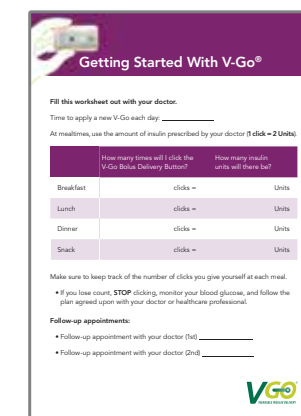 Getting Started With V-Go®
Fill this worksheet out with your doctor.
Time to apply a new V-Go each day:
At mealtimes, use the amount of insulin prescribed by your doctor (1 click = 2 Units).
How many times will I click the V-Go Bolus Delivery Button?
How many insulin units will there be?
Breakfast clicks = Units
Lunch clicks = Units
Dinner clicks = Units
Snack clicks = Units
Make sure to keep track of the number of clicks you give yourself at each meal.
• If you lose count, STOP clicking, monitor your blood glucose, and follow the
plan agreed upon with your doctor or healthcare professional.
Follow-up appointments:
• Follow-up appointment with your doctor (1st)
• Follow-up appointment with your doctor (2nd)
VGO